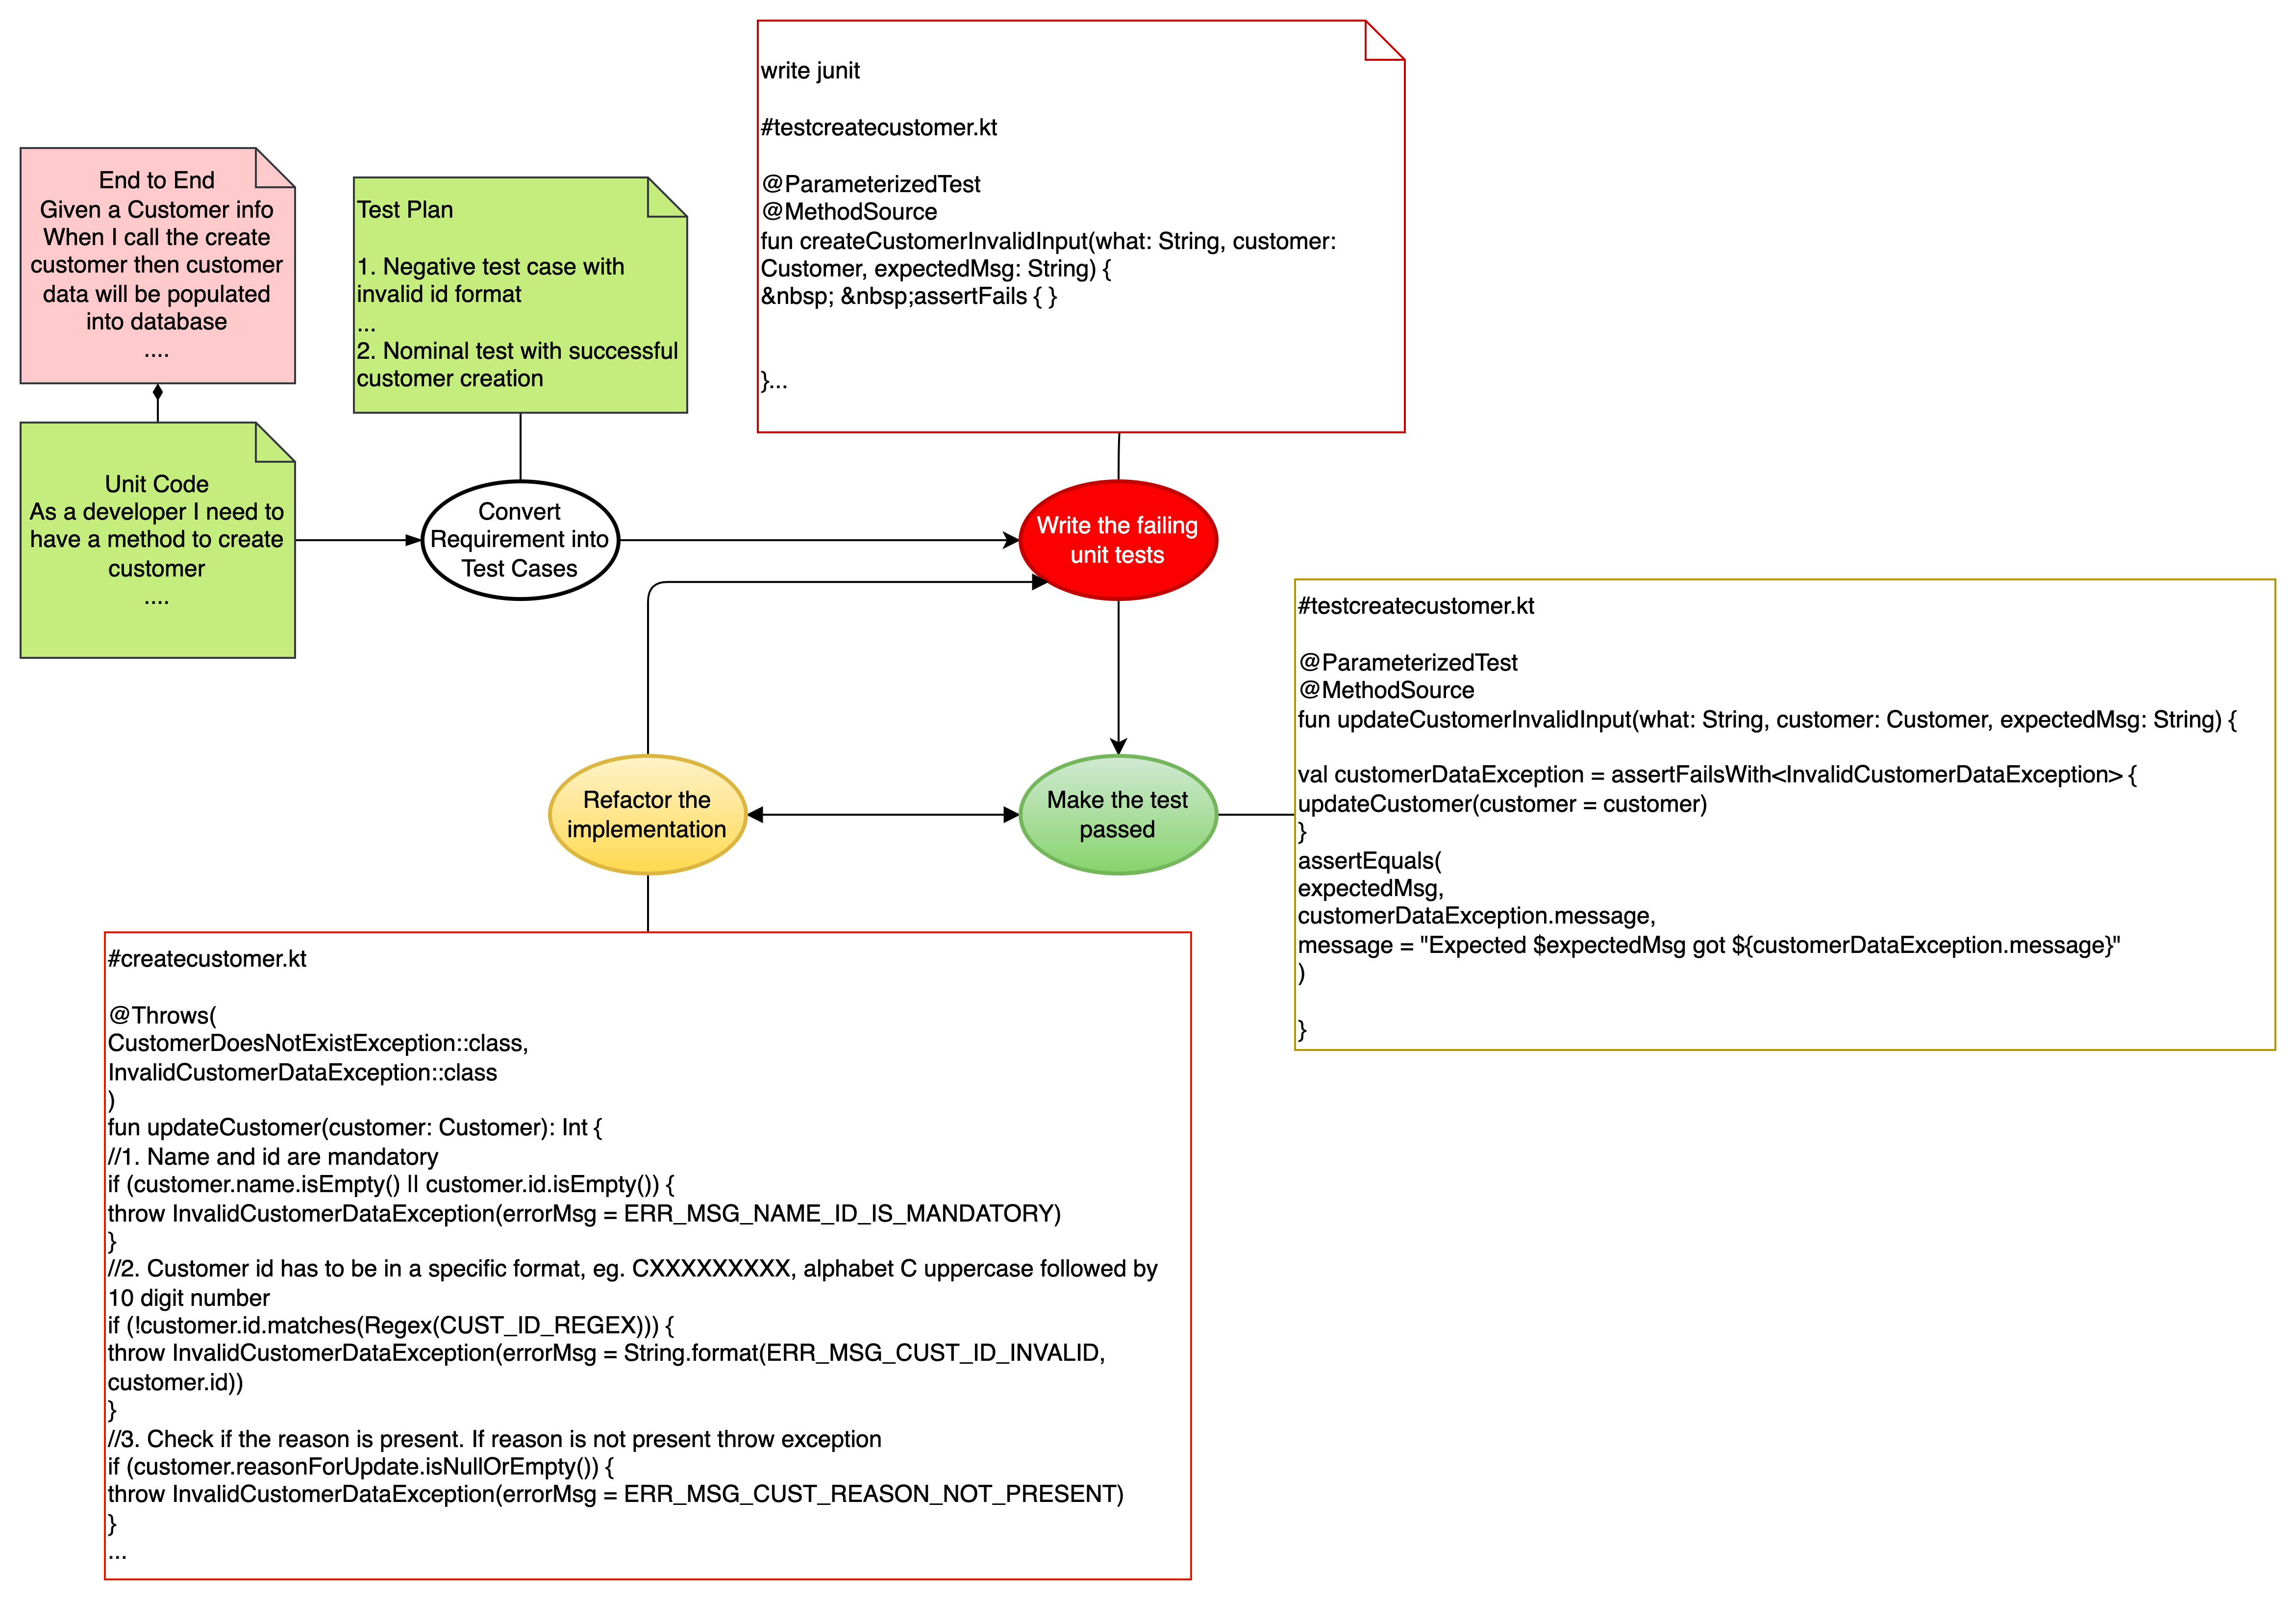 write junit
#testcreatecustomer.kt
@ParameterizedTest
@MethodSource
fun createCustomerInvalidInput(what: String, customer:
Customer, expectedMsg: String) {
&nbsp; &nbsp;assertFails { }
}...
End to End
Given a Customer info
When I call the create
customer then customer
data will be populated
into database
....
Test Plan
1. Negative test case with
invalid id format
...
2. Nominal test with successful
customer creation
Unit Code
As a developer I need to
have a method to create
customer
....
Convert
Requirement into
Test Cases
Write the failing
unit tests
#testcreatecustomer.kt
@ParameterizedTest
@MethodSource
fun updateCustomerInvalidInput(what: String, customer: Customer, expectedMsg: String) {
val customerDataException = assertFailsWith<InvalidCustomerDataException> {
updateCustomer(customer = customer)
}
assertEquals(
expectedMsg,
customerDataException.message,
message = "Expected $expectedMsg got ${customerDataException.message}"
)
}
Refactor the
implementation
Make the test
passed
#createcustomer.kt
@Throws(
CustomerDoesNotExistException::class,
InvalidCustomerDataException::class
)
fun updateCustomer(customer: Customer): Int {
//1. Name and id are mandatory
if (customer.name.isEmpty() || customer.id.isEmpty()) {
throw InvalidCustomerDataException(errorMsg = ERR_MSG_NAME_ID_IS_MANDATORY)
}
//2. Customer id has to be in a specific format, eg. CXXXXXXXXX, alphabet C uppercase followed by
10 digit number
if (!customer.id.matches(Regex(CUST_ID_REGEX))) {
throw InvalidCustomerDataException(errorMsg = String.format(ERR_MSG_CUST_ID_INVALID,
customer.id))
}
//3. Check if the reason is present. If reason is not present throw exception
if (customer.reasonForUpdate.isNullOrEmpty()) {
throw InvalidCustomerDataException(errorMsg = ERR_MSG_CUST_REASON_NOT_PRESENT)
}
...